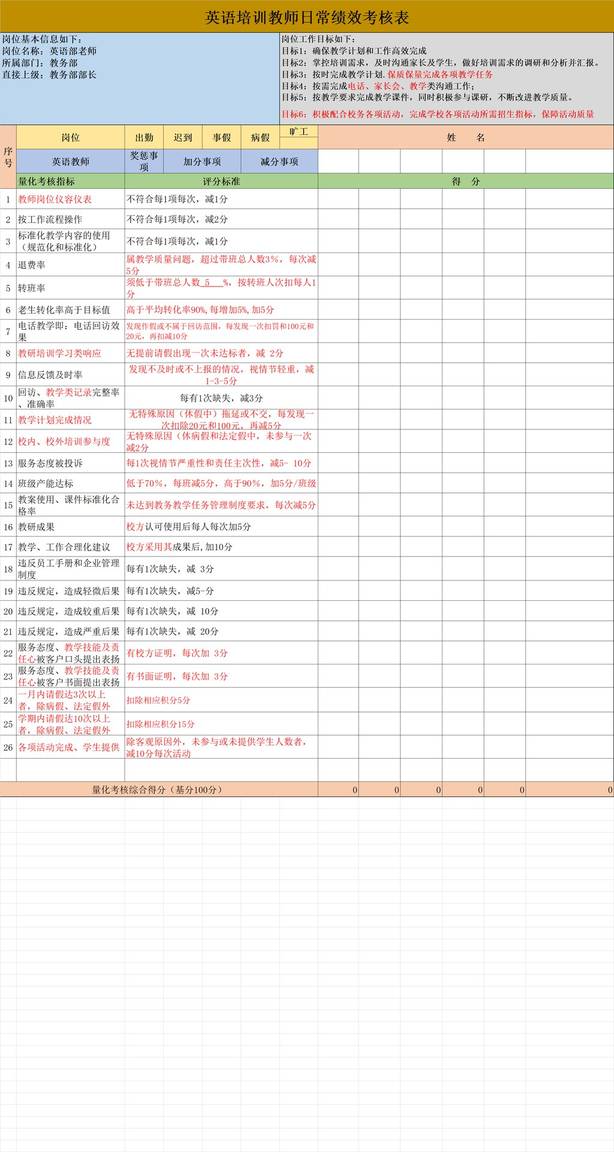 英语培训教师日常绩效考核表
岗位基本信息如下：
岗位名称：英语部老师
所属部门：教务部
直接上级：教务部部长
岗位工作目标如下：
目标1：确保教学计划和工作高效完成
目标2：掌控培训需求，及时沟通家长及学生，做好培训需求的调研和分析并汇报。
目标3：按时完成教学计划.保质保量完成各项教学任务
目标4：按需完成电话、家长会、教学类沟通工作；
目标5：按教学要求完成教学课件，同时积极参与课研，不断改进教学质量。
目标6：积极配合校务各项活动，完成学校各项活动所需招生指标，保障活动质量
序号 岗位 出勤 迟到 事假 病假 旷工 姓 名
英语教师 奖惩事项 加分事项 减分事项
量化考核指标 评分标准 得 分
1 教师岗位仪容仪表 不符合每1项每次，减1分
2 按工作流程操作 不符合每1项每次，减2分
3 标准化教学内容的使用（规范化和标准化） 不符合每1项每次，减1分
4 退费率 属教学质量问题，超过带班总人数3%，每次减5分
5 转班率 须低于带班总人数_5__%，按转班人次扣每人1分
6 老生转化率高于目标值 高于平均转化率90%,每增加5%,加5分
7 电话教学即：电话回访效果 发现作假或不属于回访范围，每发现一次扣罚和100元和20元，再扣减10分
8 教研培训学习类响应 无提前请假出现一次未达标者，减 2分
9 信息反馈及时率 发现不及时或不上报的情况，视情节轻重，减1-3-5分
10 回访、教学类记录完整率、准确率 每有1次缺失，减3分
11 教学计划完成情况 无特殊原因（休假中）拖延或不交，每发现一次扣除20元和100元，再减5分
12 校内、校外培训参与度 无特殊原因（休病假和法定假中，未参与一次减2分
13 服务态度被投诉 每1次视情节严重性和责任主次性，减5- 10分
14 班级产能达标 低于70%，每班减5分，高于90%，加5分/班级
15 教案使用、课件标准化合格率 未达到教务教学任务管理制度要求，每次减5分
16 教研成果 校方认可使用后每人每次加5分
17 教学、工作合理化建议 校方采用其成果后,加10分
18 违反员工手册和企业管理制度 每有1次缺失，减 3分
19 违反规定，造成轻微后果 每有1次缺失，减5-分
20 违反规定，造成较重后果 每有1次缺失，减 10分
21 违反规定，造成严重后果 每有1次缺失，减 20分
22 服务态度、教学技能及责任心被客户口头提出表扬 有校方证明，每次加 3分
23 服务态度、教学技能及责任心被客户书面提出表扬 有书面证明，每次加 3分
24 一月内请假达3次以上者，除病假、法定假外 扣除相应积分5分
25 学期内请假达10次以上者，除病假、法定假外 扣除相应积分15分
26 各项活动完成、学生提供 除客观原因外，未参与或未提供学生人数者，减10分每次活动
量化考核综合得分（基分100分） 0 0 0 0 0 0